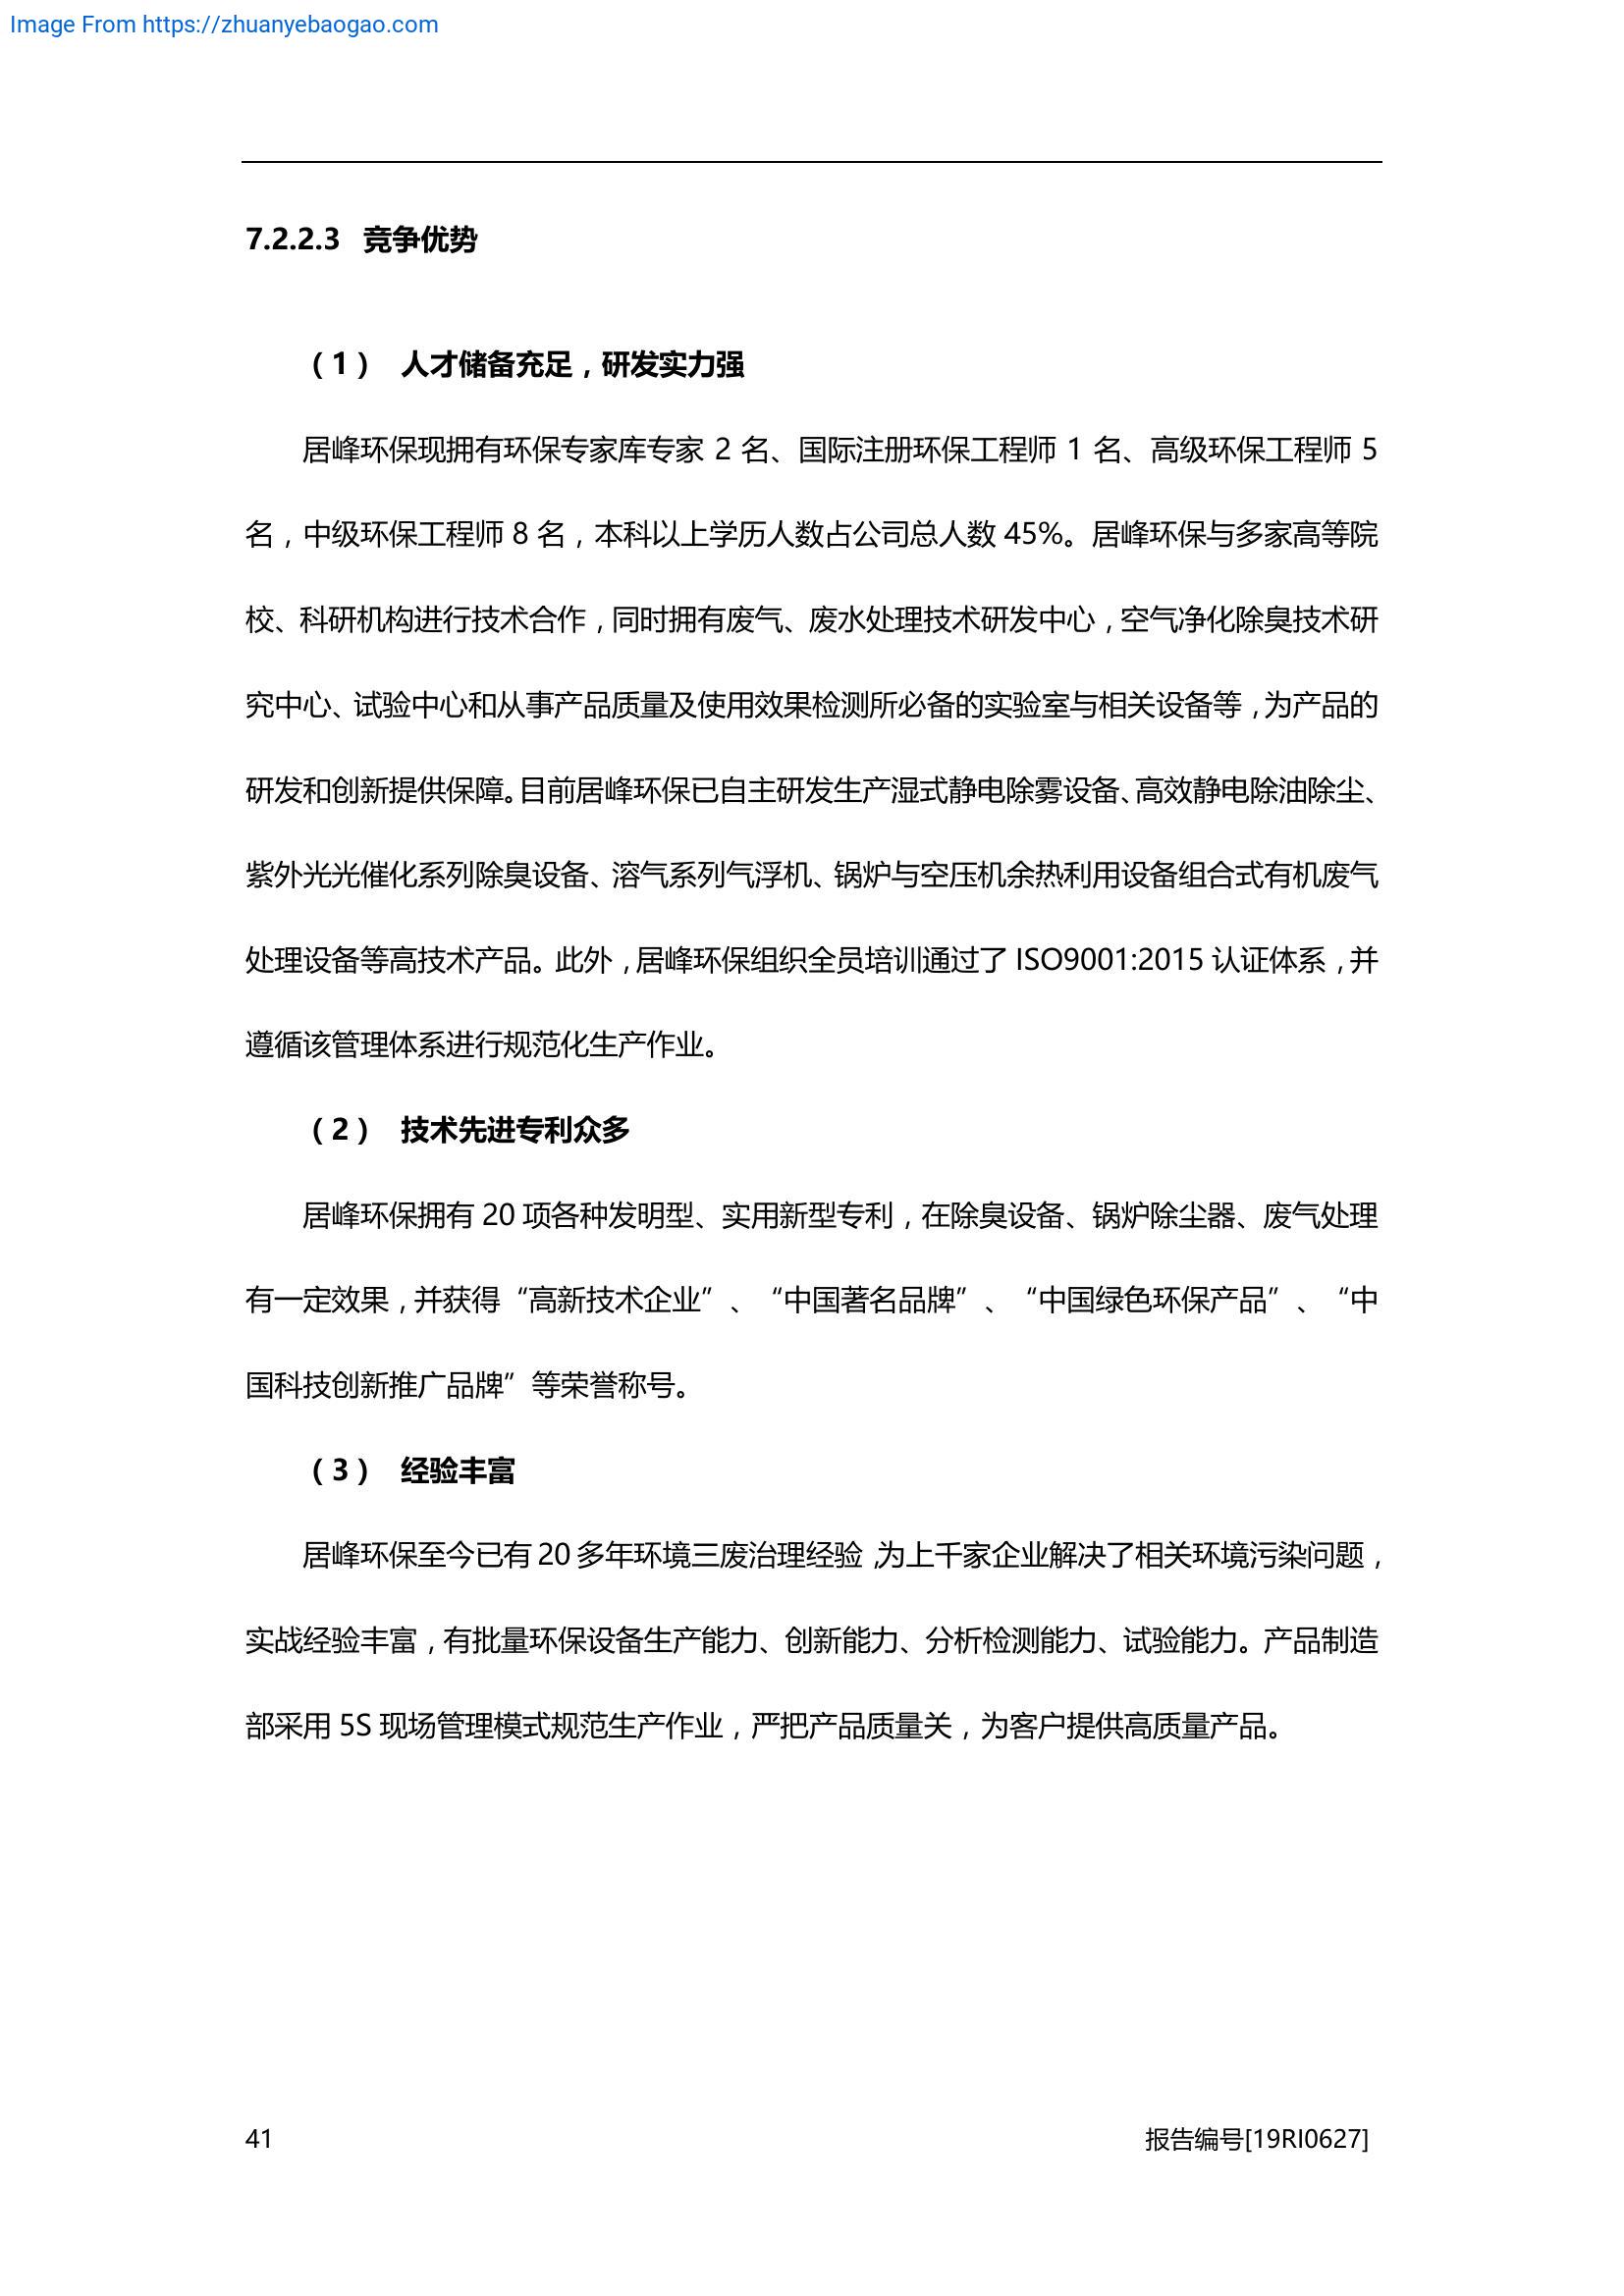 Image From https://zhuanyebaogao.com
7.2.2.3 竞争优势
（1） 人才储备充足，研发实力强
居峰环保现拥有环保专家库专家 2 名、国际注册环保工程师 1 名、高级环保工程师 5
名，中级环保工程师 8 名，本科以上学历人数占公司总人数 45%。居峰环保与多家高等院
校、科研机构进行技术合作，同时拥有废气、废水处理技术研发中心，空气净化除臭技术研
究中心、试验中心和从事产品质量及使用效果检测所必备的实验室与相关设备等，为产品的
研发和创新提供保障。目前居峰环保已自主研发生产湿式静电除雾设备、高效静电除油除尘、
紫外光光催化系列除臭设备、溶气系列气浮机、锅炉与空压机余热利用设备组合式有机废气
处理设备等高技术产品。此外，居峰环保组织全员培训通过了 ISO9001:2015 认证体系，并
遵循该管理体系进行规范化生产作业。
（2） 技术先进专利众多
居峰环保拥有 20 项各种发明型、实用新型专利，在除臭设备、锅炉除尘器、废气处理
有一定效果，并获得“高新技术企业”、“中国著名品牌”、“中国绿色环保产品”、“中
国科技创新推广品牌”等荣誉称号。
（3） 经验丰富
居峰环保至今已有 20 多年环境三废治理经验，为上千家企业解决了相关环境污染问题，
实战经验丰富，有批量环保设备生产能力、创新能力、分析检测能力、试验能力。产品制造
部采用 5S 现场管理模式规范生产作业，严把产品质量关，为客户提供高质量产品。
41 报告编号[19RI0627]